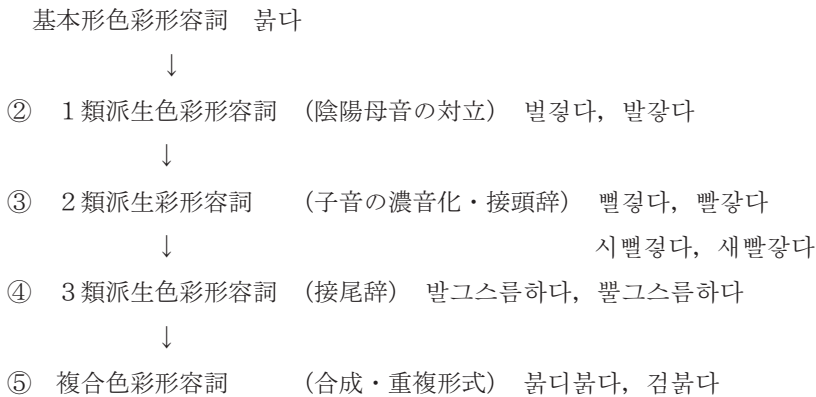 基本形色彩形容詞　붉다
↓
②　１類派生色彩形容詞　(陰陽母音の対立)　벌겋다, 발갛다
↓
③　２類派生彩形容詞　(子音の濃音化・接頭辞)　뻘겋다, 빨갛다
↓　시뻘겋다, 새빨갛다
④　３類派生色彩形容詞　(接尾辞)　발그스름하다, 뿔그스름하다
↓
⑤　複合色彩形容詞　(合成・重複形式)　붉디붉다, 검붉다